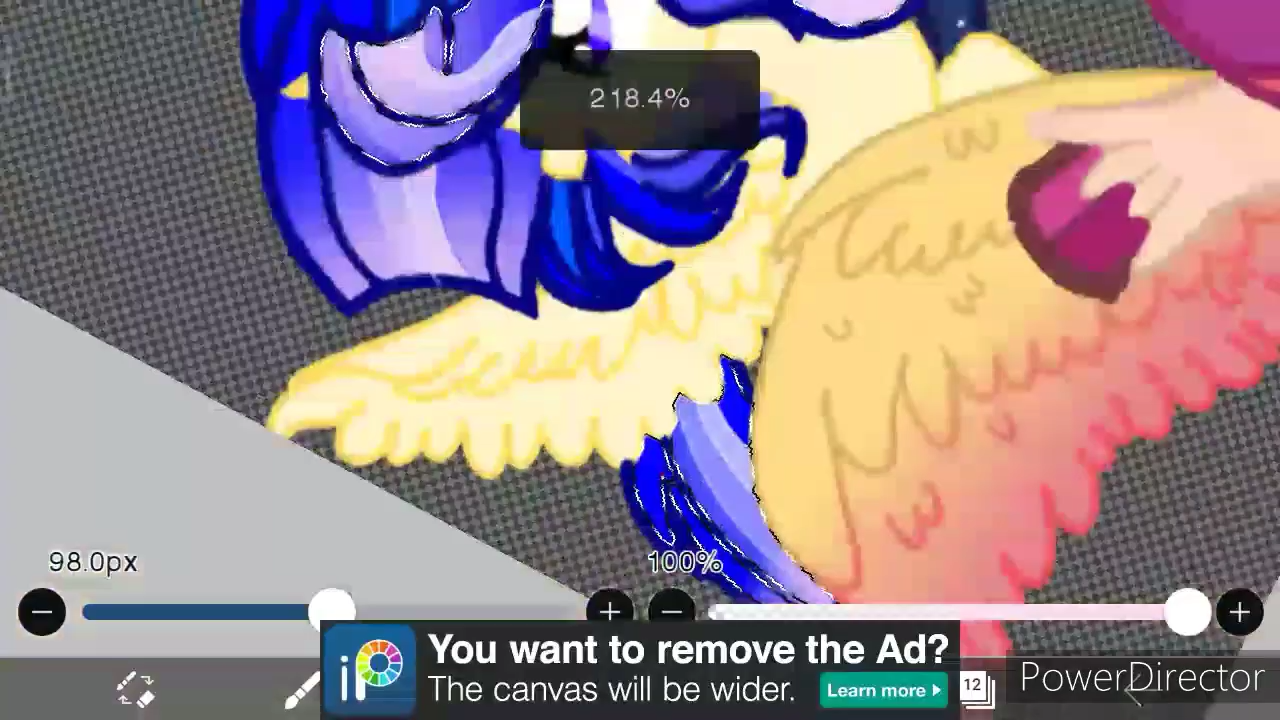 218.4%
98.0px
100%
iP
You want to remove the Ad?
The canvas will be wider.
Learn more
12
PowerDirector